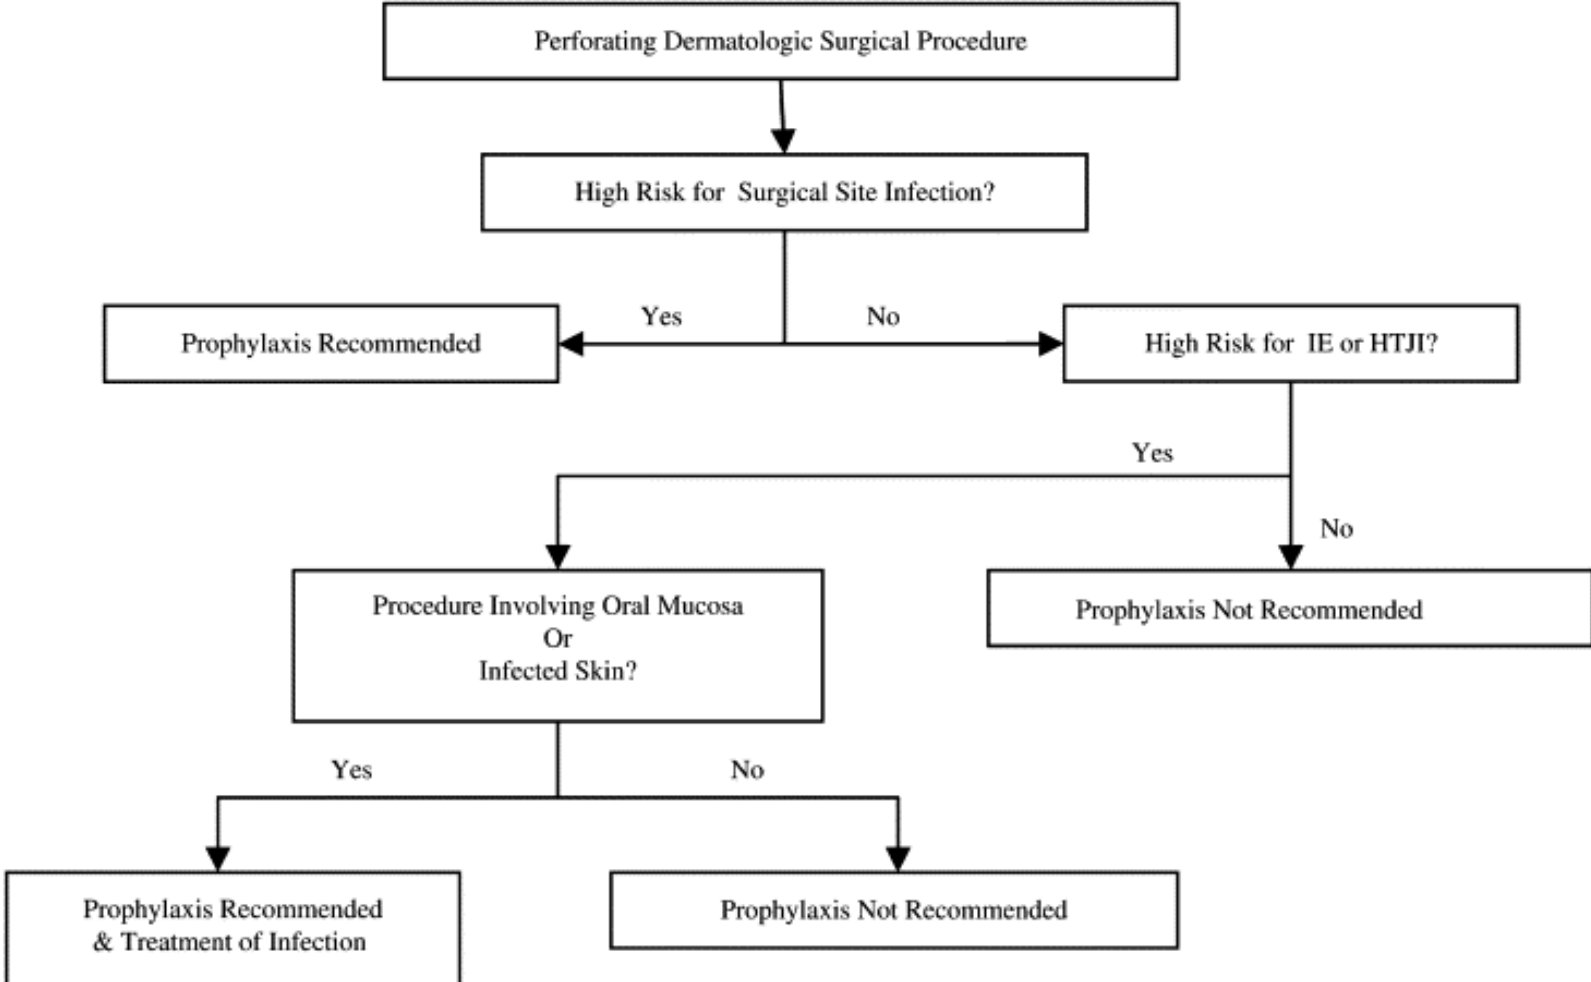 Perforating Dermatologic Surgical Procedure
High Risk for Surgical Site Infection?
Yes
No
Prophylaxis Recommended
High Risk for IE or HTJI?
Yes
No
Procedure Involving Oral Mucosa
Or
Infected Skin?
Prophylaxis Not Recommended
Yes
No
Prophylaxis Recommended
& Treatment of Infection
Prophylaxis Not Recommended